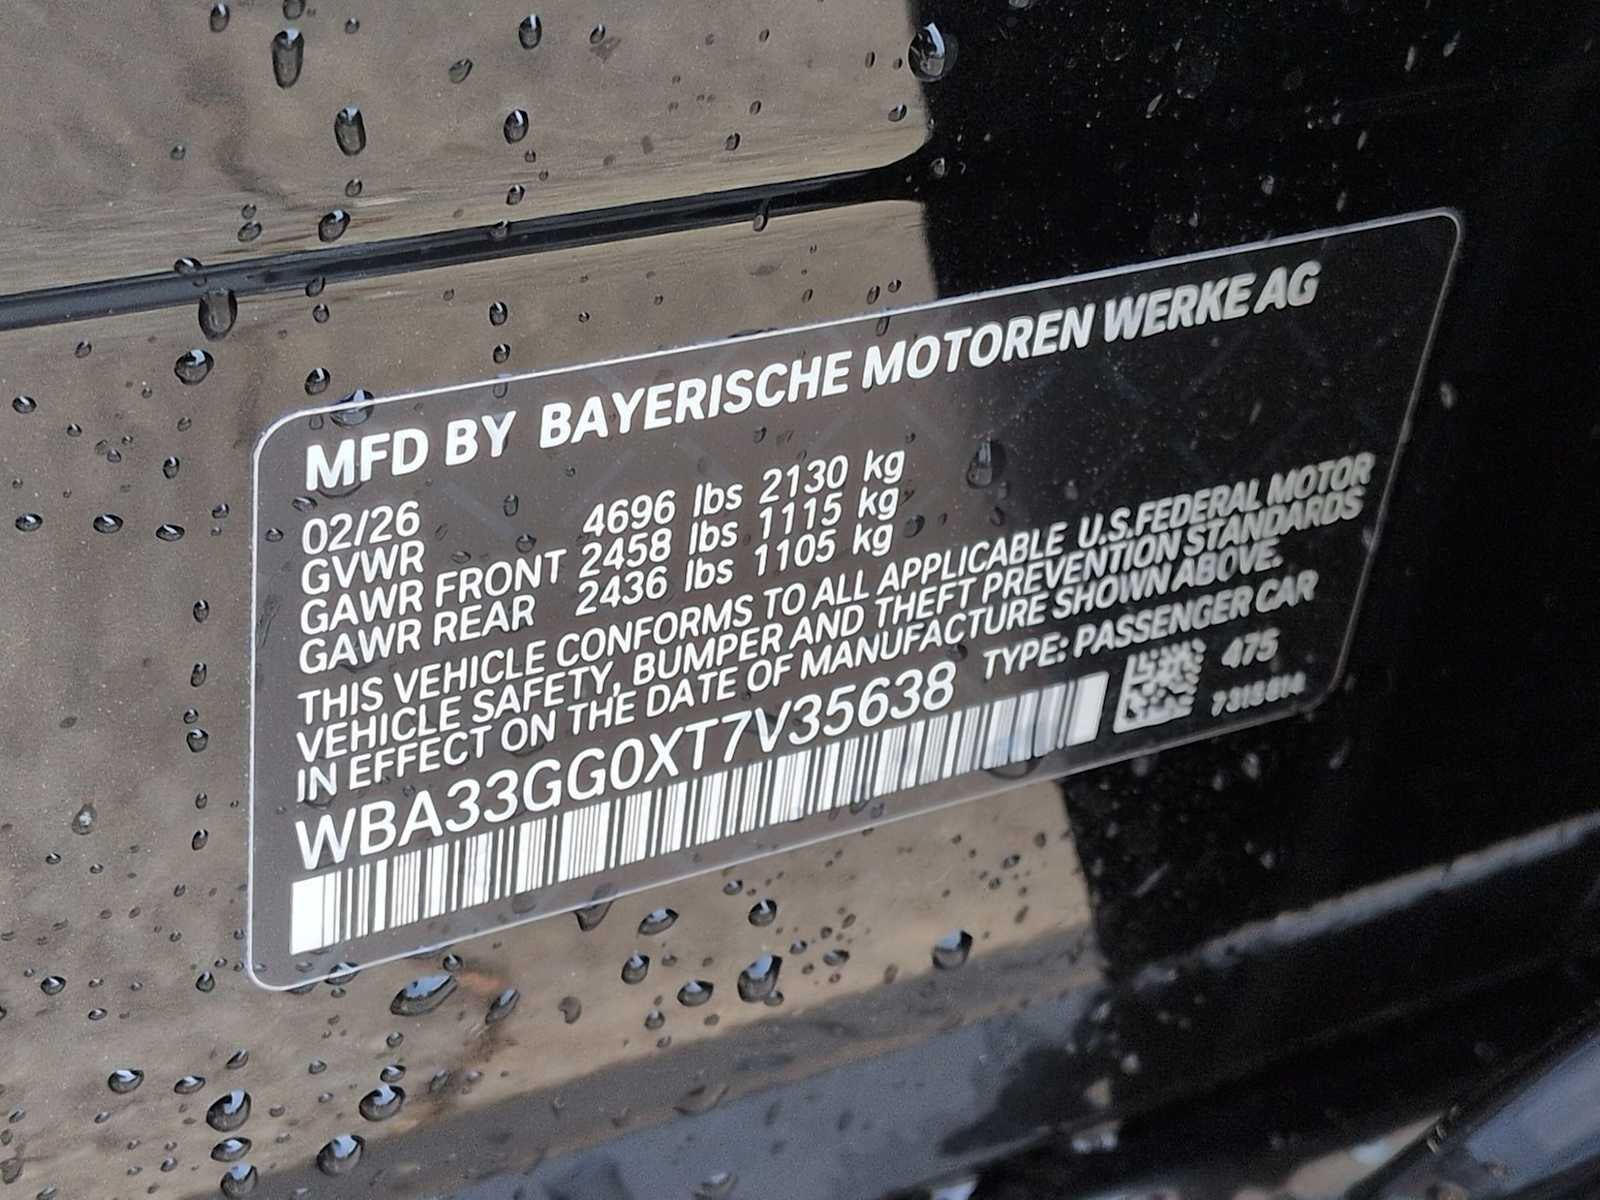 MFD BY BAYERISCHE MOTOREN WERKE AG
02/26
GVWR 4696 lbs 2130 kg
GAWR FRONT 2458 lbs 1115 kg
GAWR REAR 2436 lbs 1105 kg
THIS VEHICLE CONFORMS TO ALL APPLICABLE U.S.FEDERAL MOTOR
VEHICLE SAFETY, BUMPER AND THEFT PREVENTION STANDARDS
IN EFFECT ON THE DATE OF MANUFACTURE SHOWN ABOVE.
WBA33GG0XT7V35638 TYPE: PASSENGER CAR
475